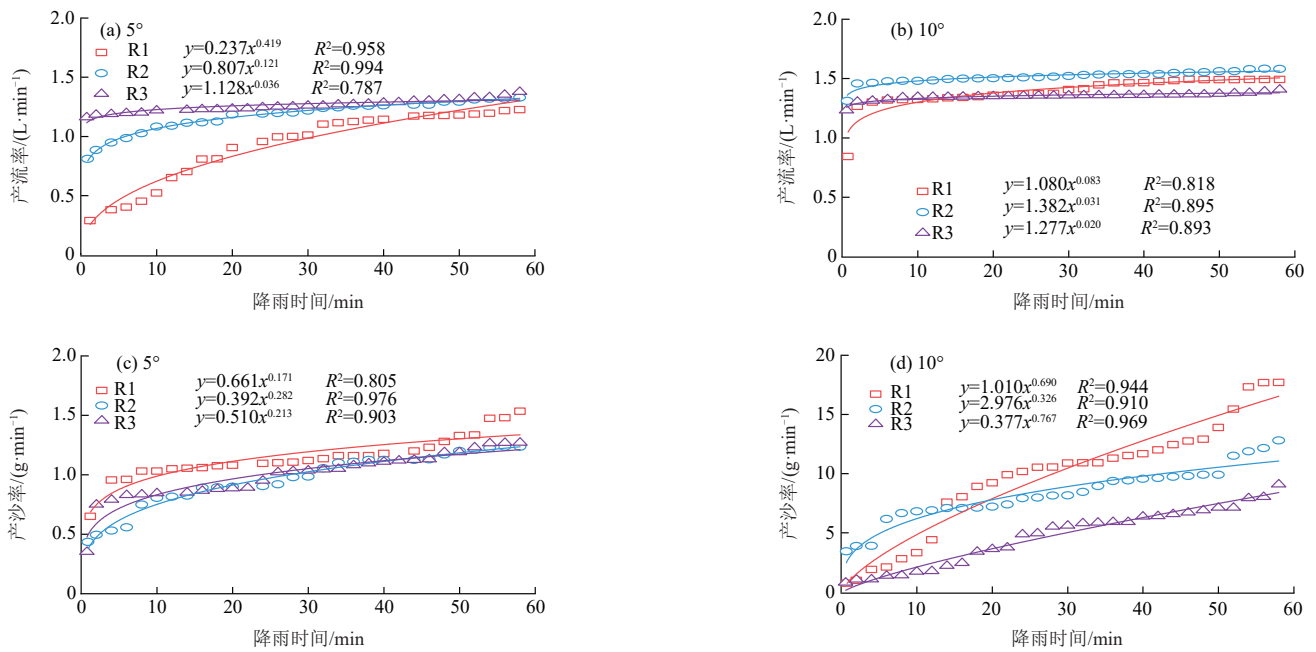 (a) 5°
R1 y=0.237x^0.419 R²=0.958
R2 y=0.807x^0.121 R²=0.994
R3 y=1.128x^0.036 R²=0.787
产流率/(L·min⁻¹)
2.0
1.5
1.0
0.5
0
0 10 20 30 40 50 60
降雨时间/min
(b) 10°
R1 y=1.080x^0.083 R²=0.818
R2 y=1.382x^0.031 R²=0.895
R3 y=1.277x^0.020 R²=0.893
产流率/(L·min⁻¹)
2.0
1.5
1.0
0.5
0
0 10 20 30 40 50 60
降雨时间/min
(c) 5°
R1 y=0.661x^0.171 R²=0.805
R2 y=0.392x^0.282 R²=0.976
R3 y=0.510x^0.213 R²=0.903
产沙率/(g·min⁻¹)
2.0
1.5
1.0
0.5
0
0 10 20 30 40 50 60
降雨时间/min
(d) 10°
R1 y=1.010x^0.690 R²=0.944
R2 y=2.976x^0.326 R²=0.910
R3 y=0.377x^0.767 R²=0.969
产沙率/(g·min⁻¹)
20
15
10
5
0
0 10 20 30 40 50 60
降雨时间/min